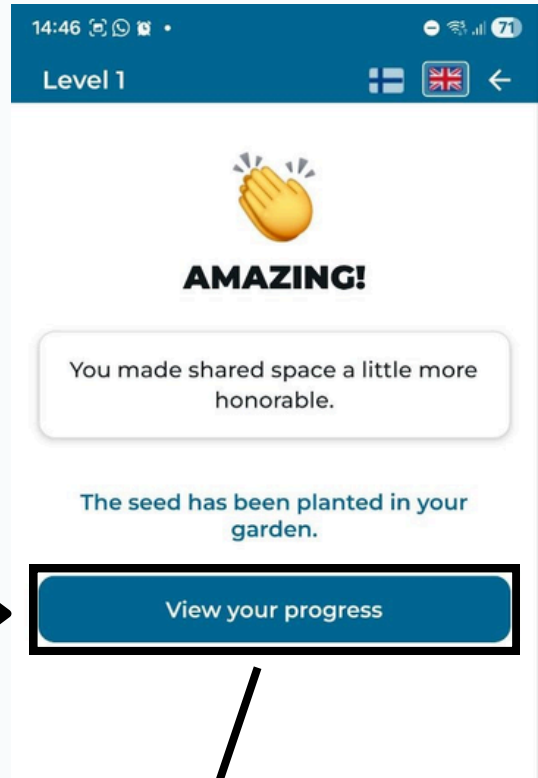 14:46 71
Level 1
AMAZING!
You made shared space a little more
honorable.
The seed has been planted in your
garden.
View your progress